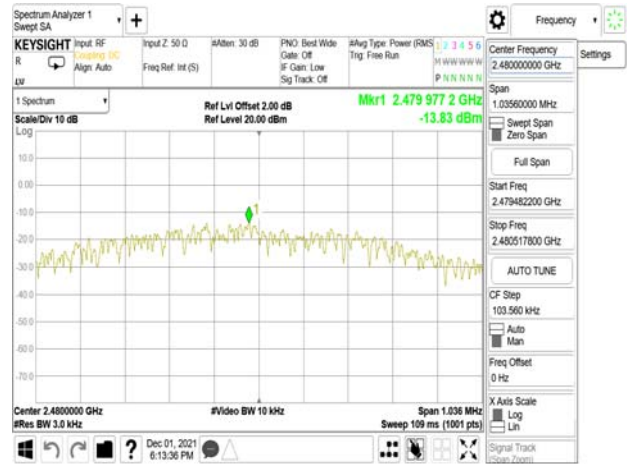 Spectrum Analyzer 1
Swept SA
+
Frequency
KEYSIGHT Input: RF Input Z: 50 Ω #Atten: 30 dB PNO: Best Wide #Avg Type: Power (RMS 1 2 3 4 5 6
Coupling: DC Gate: Off Trig: Free Run
R Align: Auto Freq Ref: Int (S) IF Gain: Low M W W W W W
Sig Track: Off
P N N N N N
Settings
1 Spectrum
Ref Lvl Offset 2.00 dB Mkr1 2.479 977 2 GHz
Scale/Div 10 dB Ref Level 20.00 dBm -13.83 dBm
Log
10.0
0.00
1
-10.0
-20.0
-30.0
-40.0
-50.0
-60.0
-70.0
Center 2.4800000 GHz #Video BW 10 kHz Span 1.036 MHz
#Res BW 3.0 kHz Sweep 109 ms (1001 pts)
Center Frequency
2.480000000 GHz
Span
1.03560000 MHz
Swept Span
Zero Span
Full Span
Start Freq
2.479482200 GHz
Stop Freq
2.480517800 GHz
AUTO TUNE
CF Step
103.560 kHz
Auto
Man
Freq Offset
0 Hz
X Axis Scale
Log
Lin
Signal Track
(Span Zoom)
?
Dec 01, 2021
6:13:36 PM